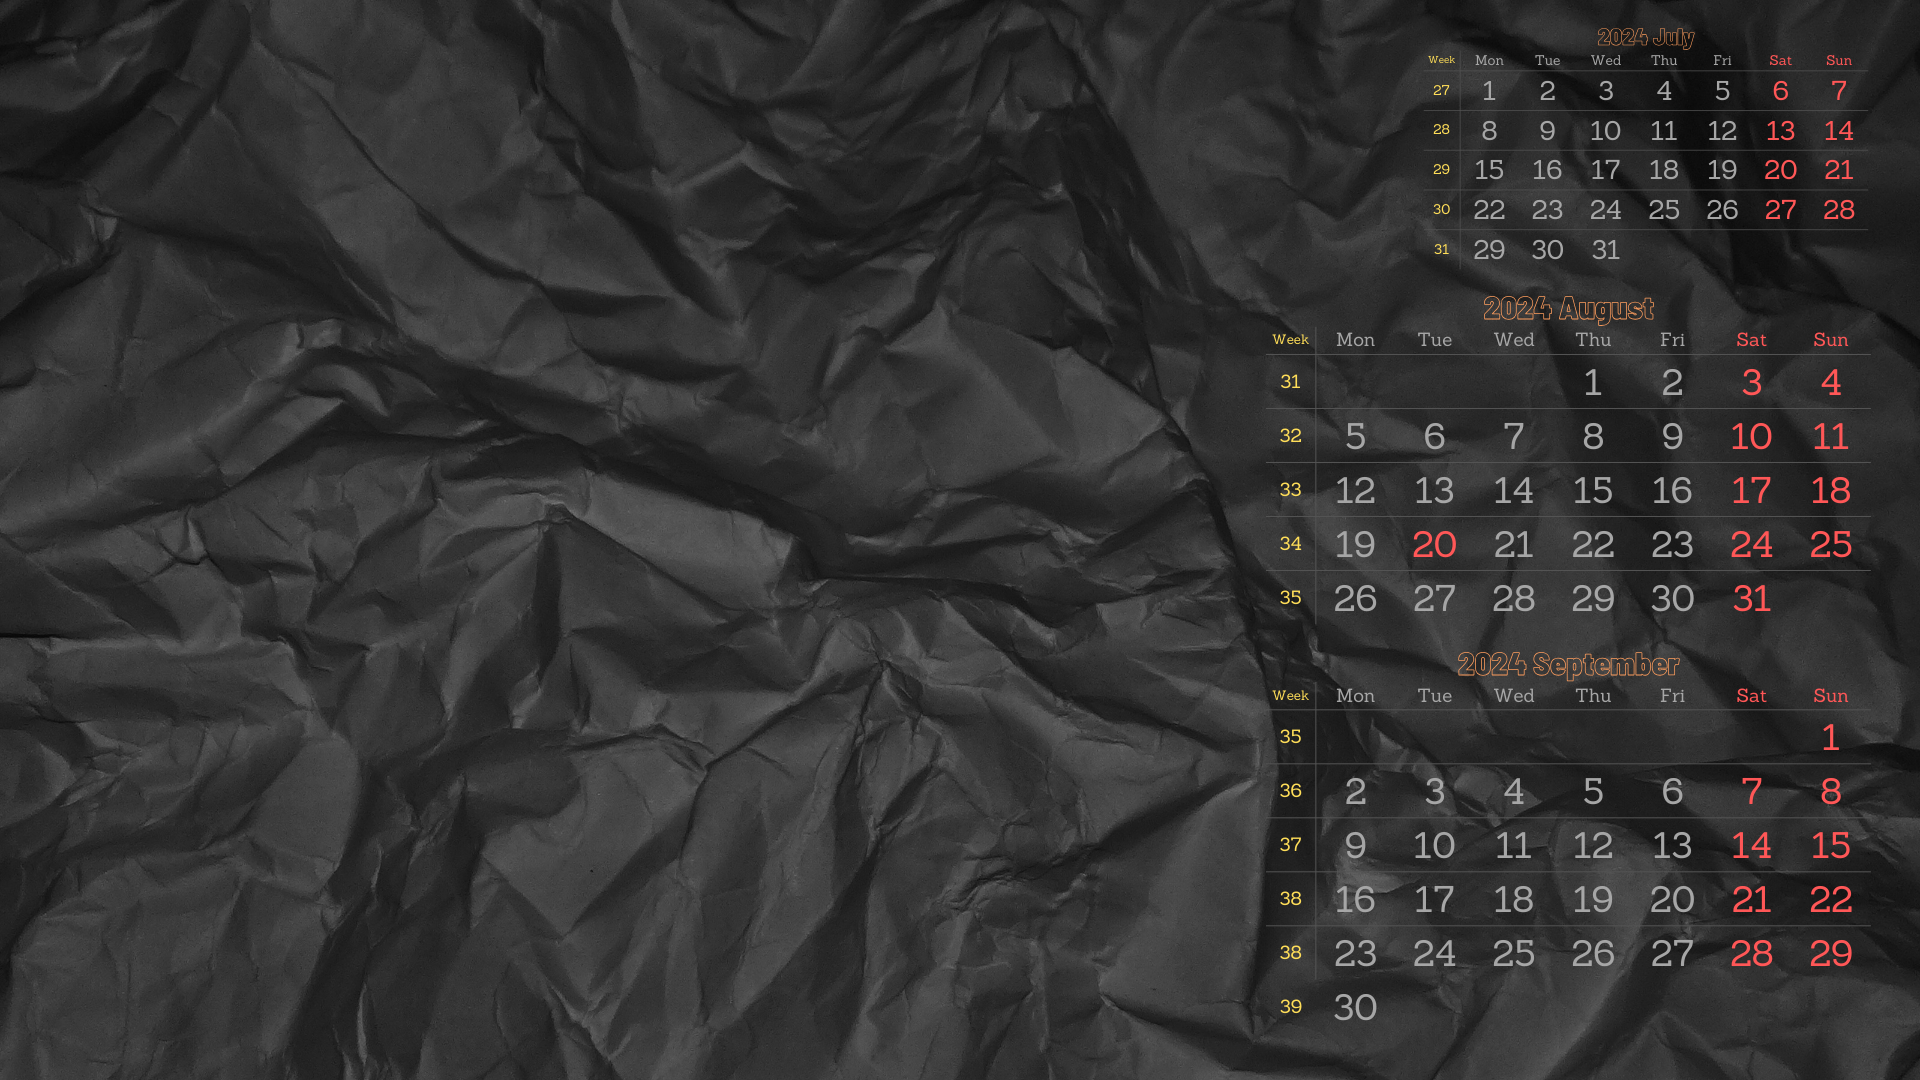 2024 July
Week Mon Tue Wed Thu Fri Sat Sun
27 1 2 3 4 5 6 7
28 8 9 10 11 12 13 14
29 15 16 17 18 19 20 21
30 22 23 24 25 26 27 28
31 29 30 31
2024 August
Week Mon Tue Wed Thu Fri Sat Sun
31 1 2 3 4
32 5 6 7 8 9 10 11
33 12 13 14 15 16 17 18
34 19 20 21 22 23 24 25
35 26 27 28 29 30 31
2024 September
Week Mon Tue Wed Thu Fri Sat Sun
35 1
36 2 3 4 5 6 7 8
37 9 10 11 12 13 14 15
38 16 17 18 19 20 21 22
38 23 24 25 26 27 28 29
39 30